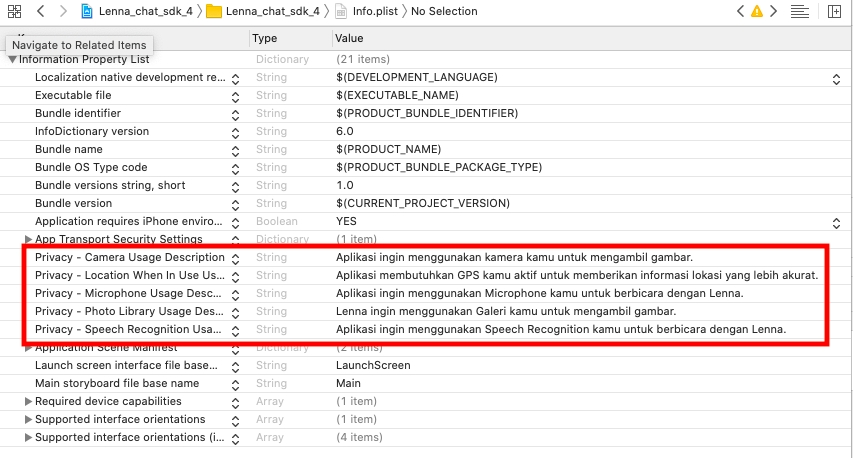 Lenna_chat_sdk_4 Lenna_chat_sdk_4 Info.plist No Selection
Type Value
Navigate to Related Items
Information Property List Dictionary (21 items)
Localization native development re... String $(DEVELOPMENT_LANGUAGE)
Executable file String $(EXECUTABLE_NAME)
Bundle identifier String $(PRODUCT_BUNDLE_IDENTIFIER)
InfoDictionary version String 6.0
Bundle name String $(PRODUCT_NAME)
Bundle OS Type code String $(PRODUCT_BUNDLE_PACKAGE_TYPE)
Bundle versions string, short String 1.0
Bundle version String $(CURRENT_PROJECT_VERSION)
Application requires iPhone enviro... Boolean YES
App Transport Security Settings Dictionary (1 item)
Privacy - Camera Usage Description String Aplikasi ingin menggunakan kamera kamu untuk mengambil gambar.
Privacy - Location When In Use Us... String Aplikasi membutuhkan GPS kamu aktif untuk memberikan informasi lokasi yang lebih akurat.
Privacy - Microphone Usage Desc... String Aplikasi ingin menggunakan Microphone kamu untuk berbicara dengan Lenna.
Privacy - Photo Library Usage Des... String Lenna ingin menggunakan Galeri kamu untuk mengambil gambar.
Privacy - Speech Recognition Usa... String Aplikasi ingin menggunakan Speech Recognition kamu untuk berbicara dengan Lenna.
Application Scene Manifest Dictionary (2 items)
Launch screen interface file base... String LaunchScreen
Main storyboard file base name String Main
Required device capabilities Array (1 item)
Supported interface orientations Array (1 item)
Supported interface orientations (i... Array (4 items)